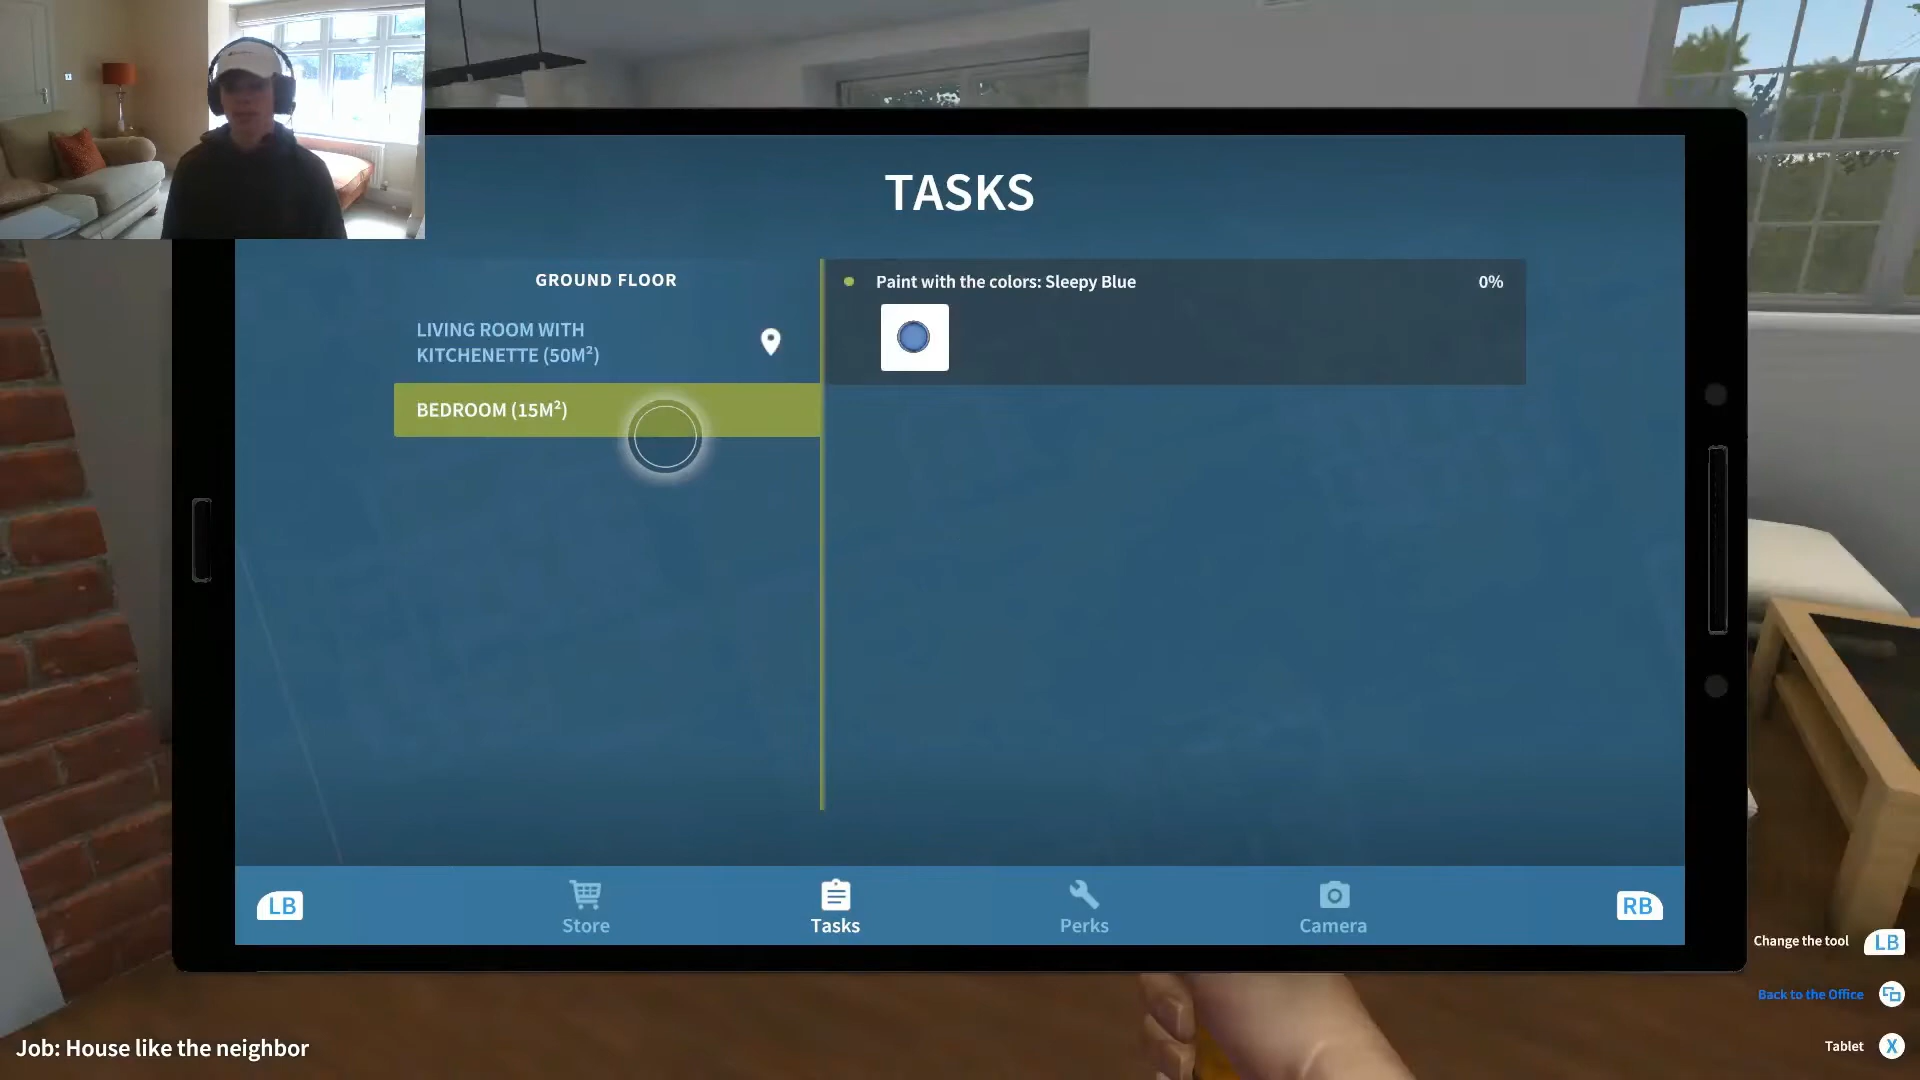 TASKS
GROUND FLOOR
LIVING ROOM WITH
KITCHENETTE (50M²)
BEDROOM (15M²)
Paint with the colors: Sleepy Blue
0%
LB
Store
Tasks
Perks
Camera
RB
Change the tool LB
Back to the Office
Tablet X
Job: House like the neighbor